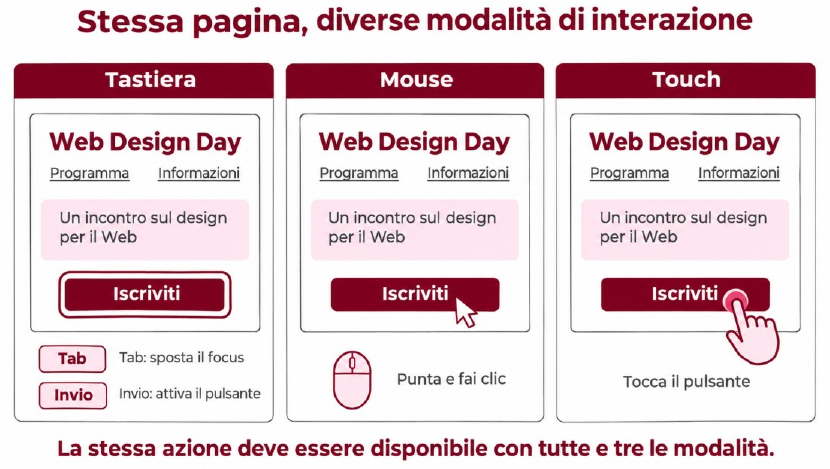 Stessa pagina, diverse modalità di interazione
Tastiera
Web Design Day
Programma Informazioni
Un incontro sul design
per il Web
Iscriviti
Tab Tab: sposta il focus
Invio Invio: attiva il pulsante
Mouse
Web Design Day
Programma Informazioni
Un incontro sul design
per il Web
Iscriviti
Punta e fai clic
Touch
Web Design Day
Programma Informazioni
Un incontro sul design
per il Web
Iscriviti
Tocca il pulsante
La stessa azione deve essere disponibile con tutte e tre le modalità.